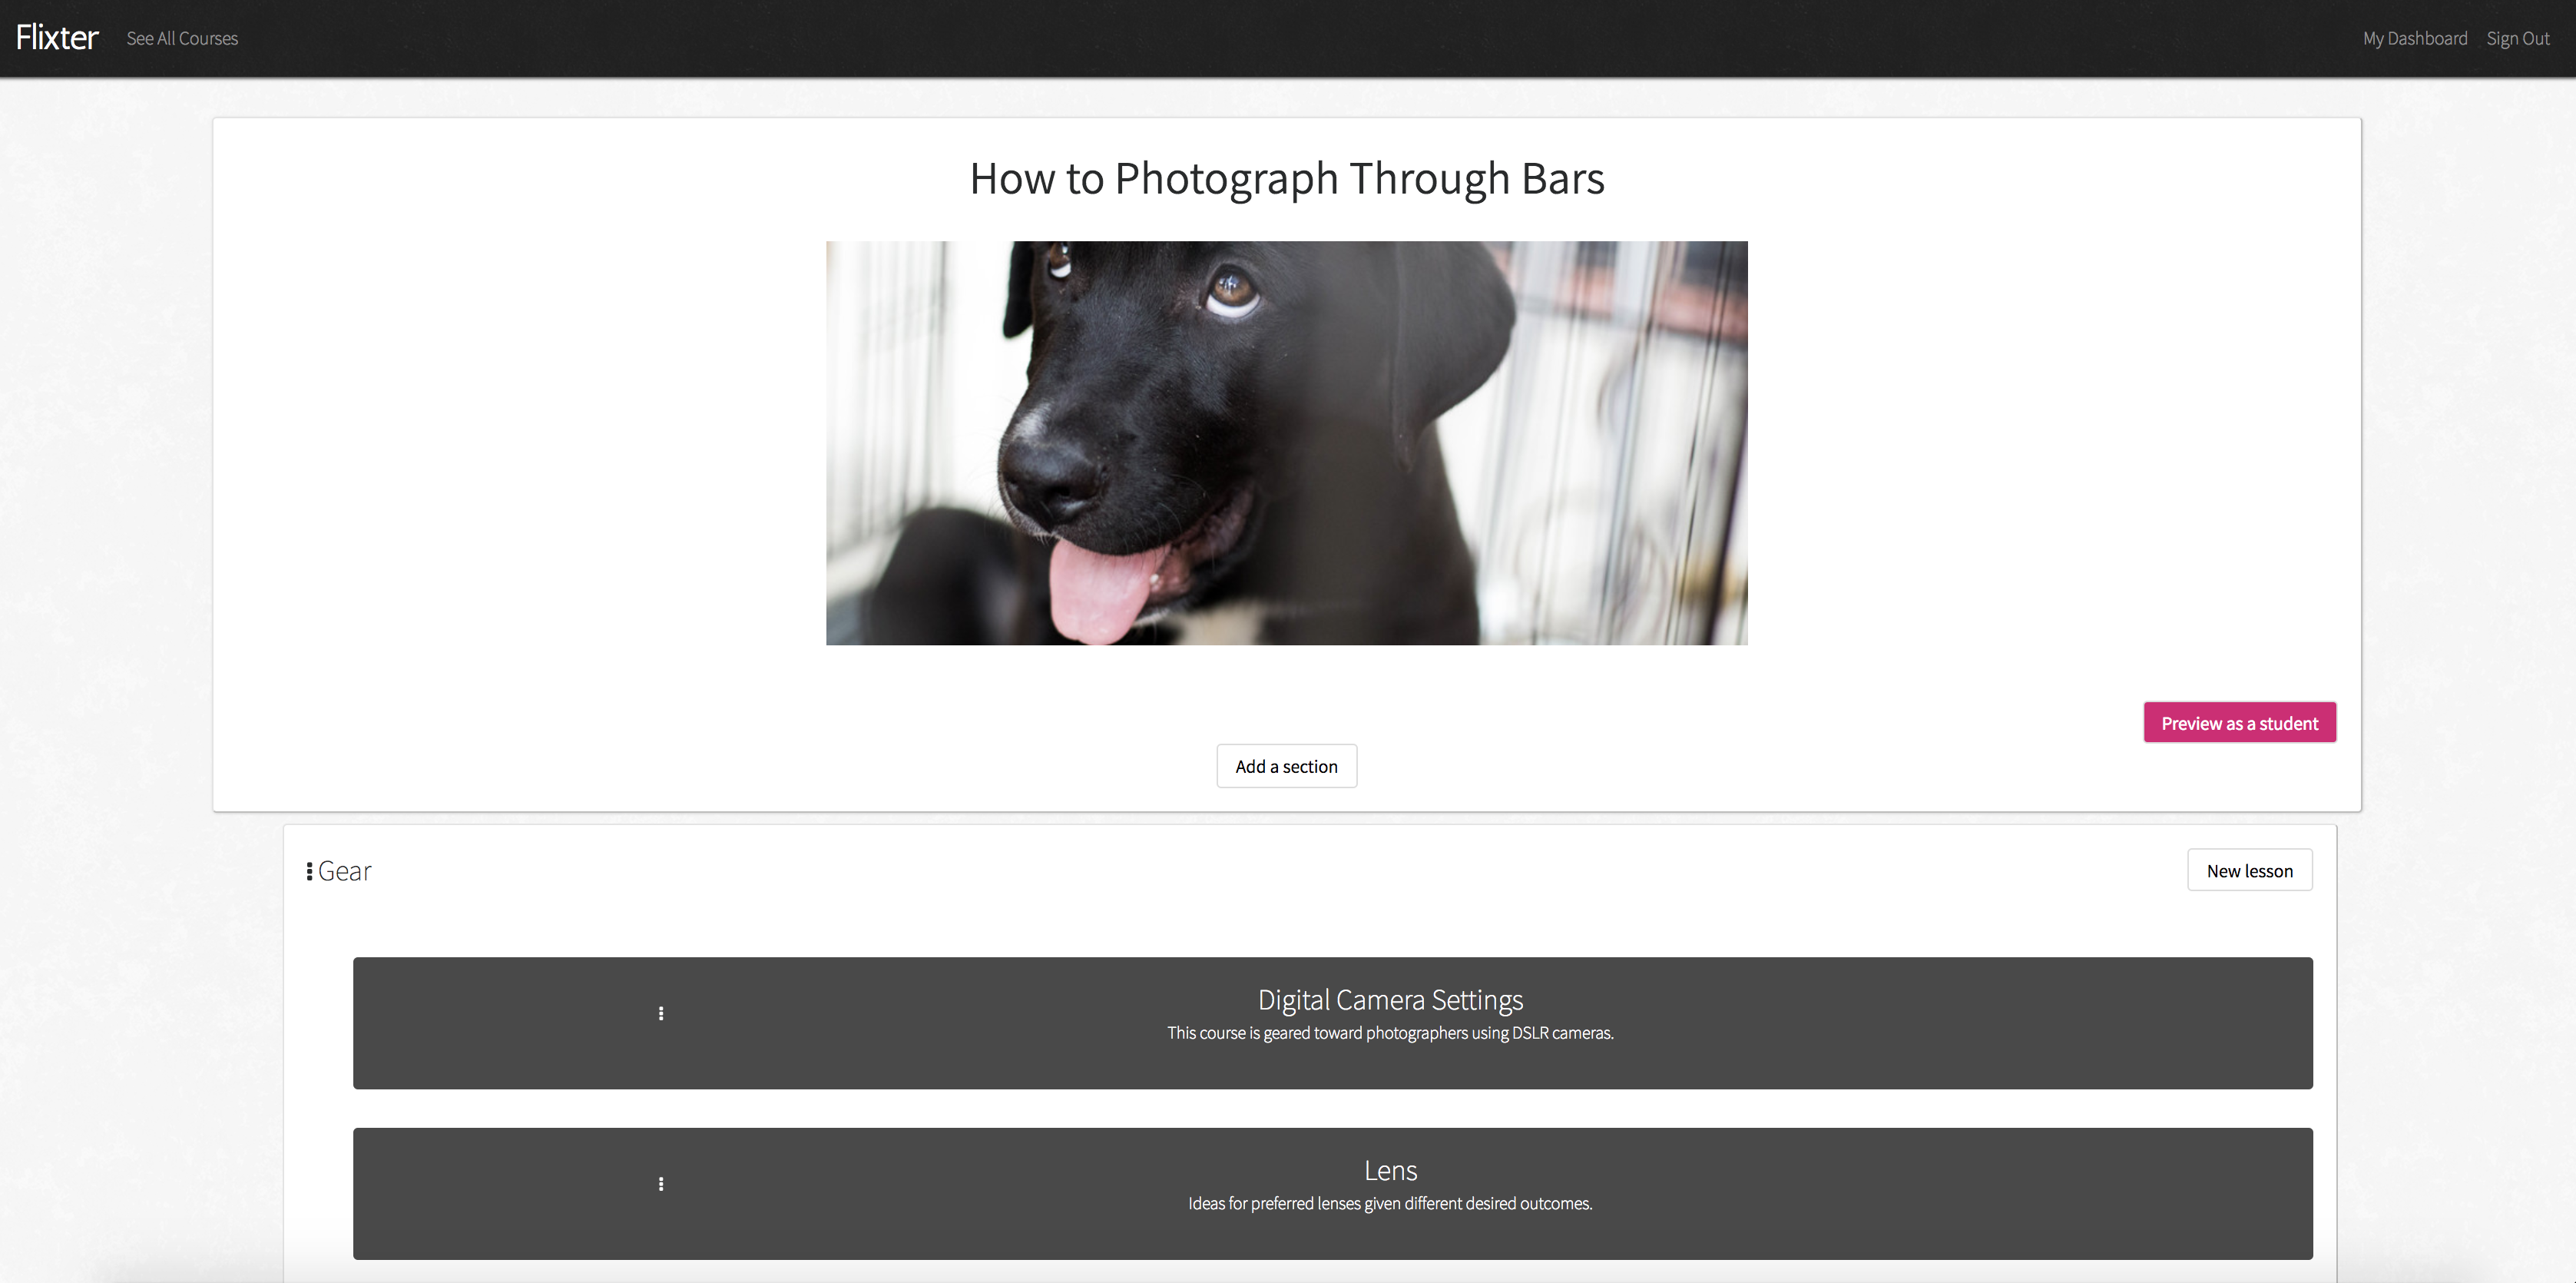 Flixter
See All Courses
My Dashboard
Sign Out
How to Photograph Through Bars
Preview as a student
Add a section
Gear
New lesson
Digital Camera Settings
This course is geared toward photographers using DSLR cameras.
Lens
Ideas for preferred lenses given different desired outcomes.